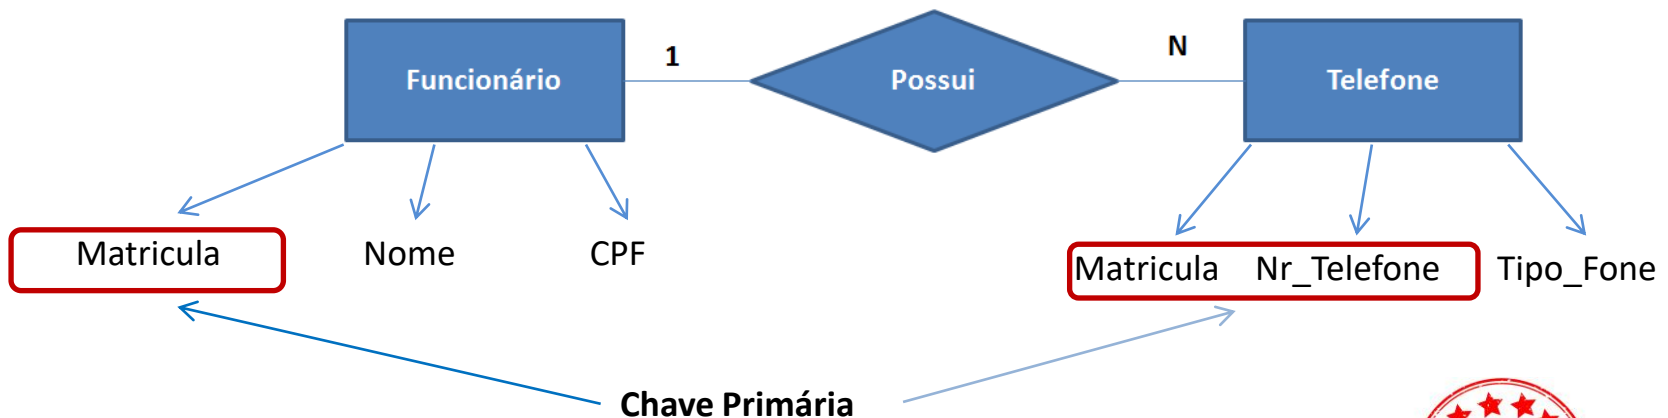 Funcionário 1 Possui N Telefone
Matricula Nome CPF
Matricula Nr_Telefone Tipo_Fone
Chave Primária